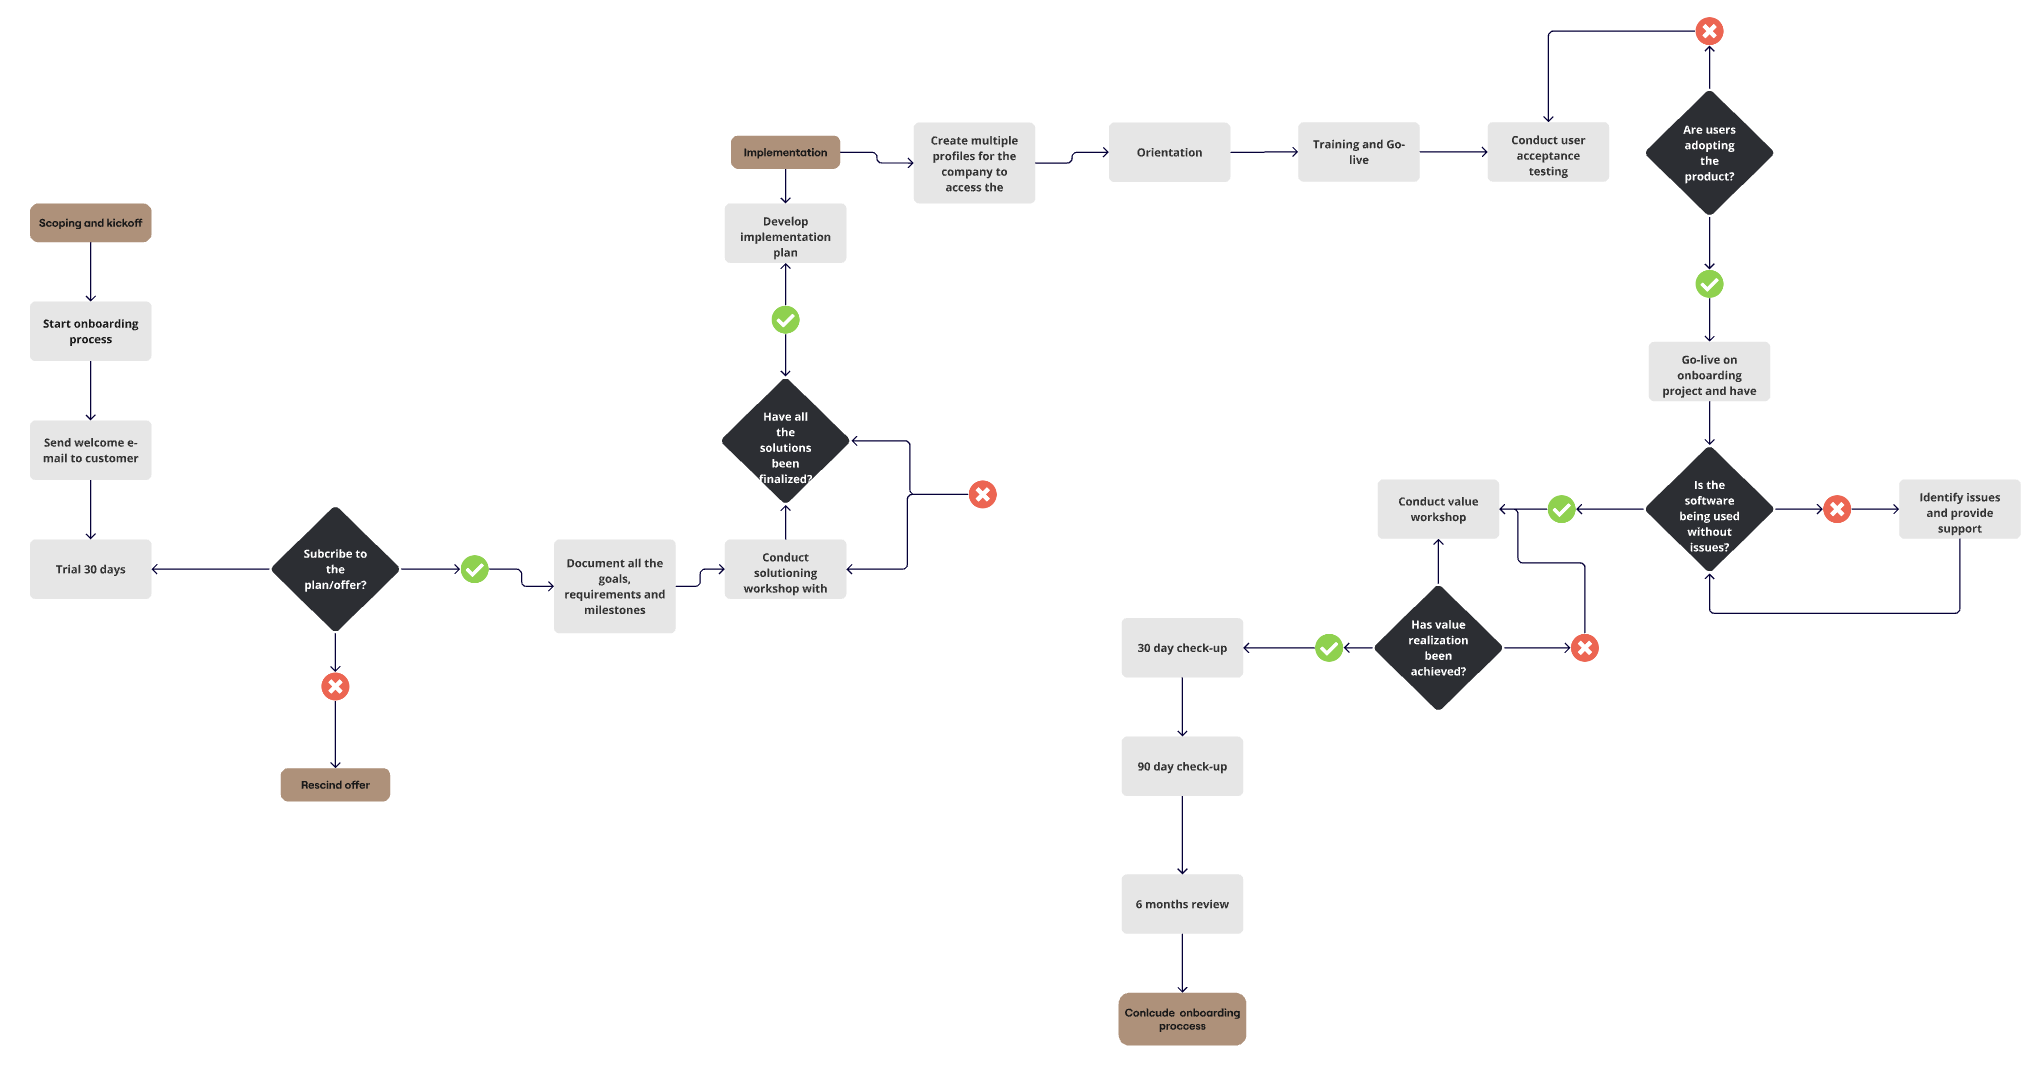 Scoping and kickoff
Start onboarding
process
Send welcome e-
mail to customer
Trial 30 days
Subcribe to
the
plan/offer?
Rescind offer
Document all the
goals,
requirements and
milestones
Conduct
solutioning
workshop with
Have all
the
solutions
been
finalized?
Develop
implementation
plan
Implementation
Create multiple
profiles for the
company to
access the
Orientation
Training and Go-
live
Conduct user
acceptance
testing
Are users
adopting
the
product?
Go-live on
onboarding
project and have
Is the
software
being used
without
issues?
Identify issues
and provide
support
Conduct value
workshop
Has value
realization
been
achieved?
30 day check-up
90 day check-up
6 months review
Conlcude onboarding
proccess